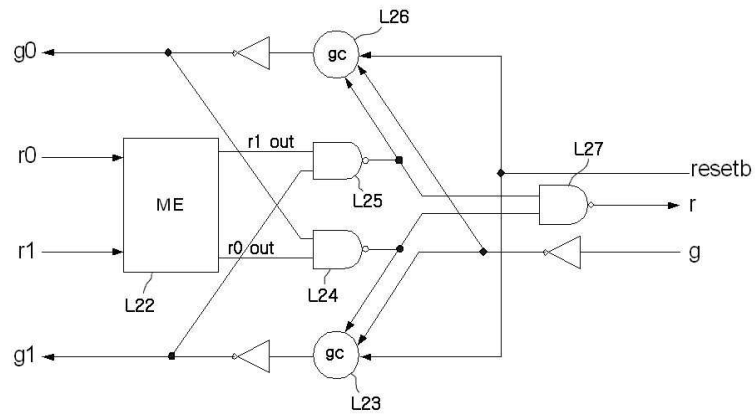 L26
g0
gc
r1 out
L27
r0
resetb
L25
ME
r
r1
r0 out
g
L24
L22
g1
gc
L23